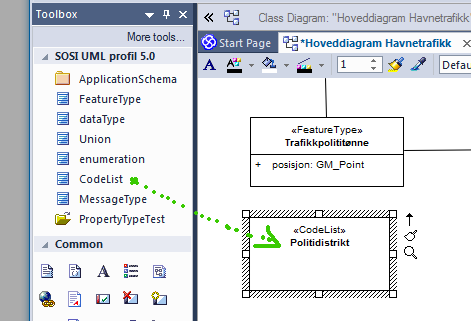 Toolbox
More tools...
SOSI UML profil 5.0
ApplicationSchema
FeatureType
dataType
Union
enumeration
CodeList
MessageType
PropertyTypeTest
Common
Class Diagram: "Hoveddiagram Havnetrafikk
Start Page
*Hoveddiagram Havnetrafikk
A
1
Defau
«FeatureType»
Trafikkpolititønne
+ posisjon: GM_Point
«CodeList»
Politidistrikt